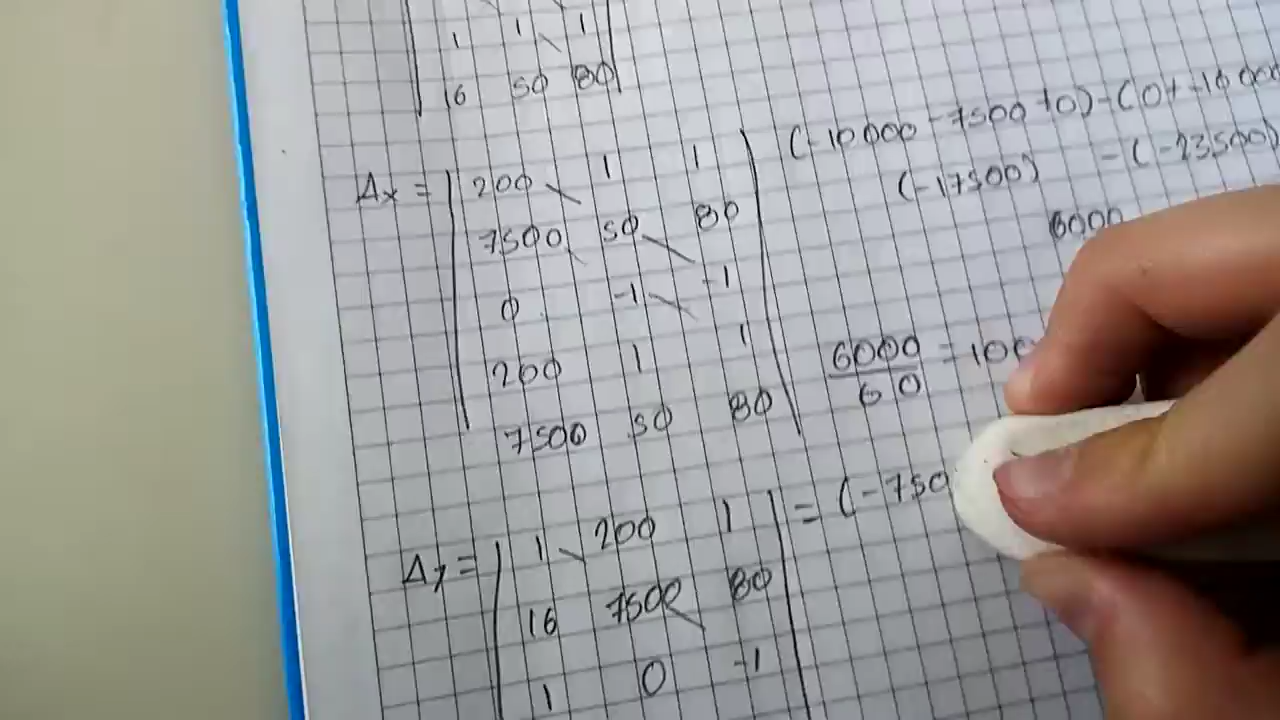 1 1 1
16 50 80
Δx = | 200 1 1 | (-10000 - 7500 + 0) - (0 + -16 000
7500 50 80 (-17500) - (-23500)
0 -1 -1 6000
200 1 1
7500 50 80 6000/60 = 100
Δy = | 1 200 1 | = (-750
16 7500 80
1 0 -1